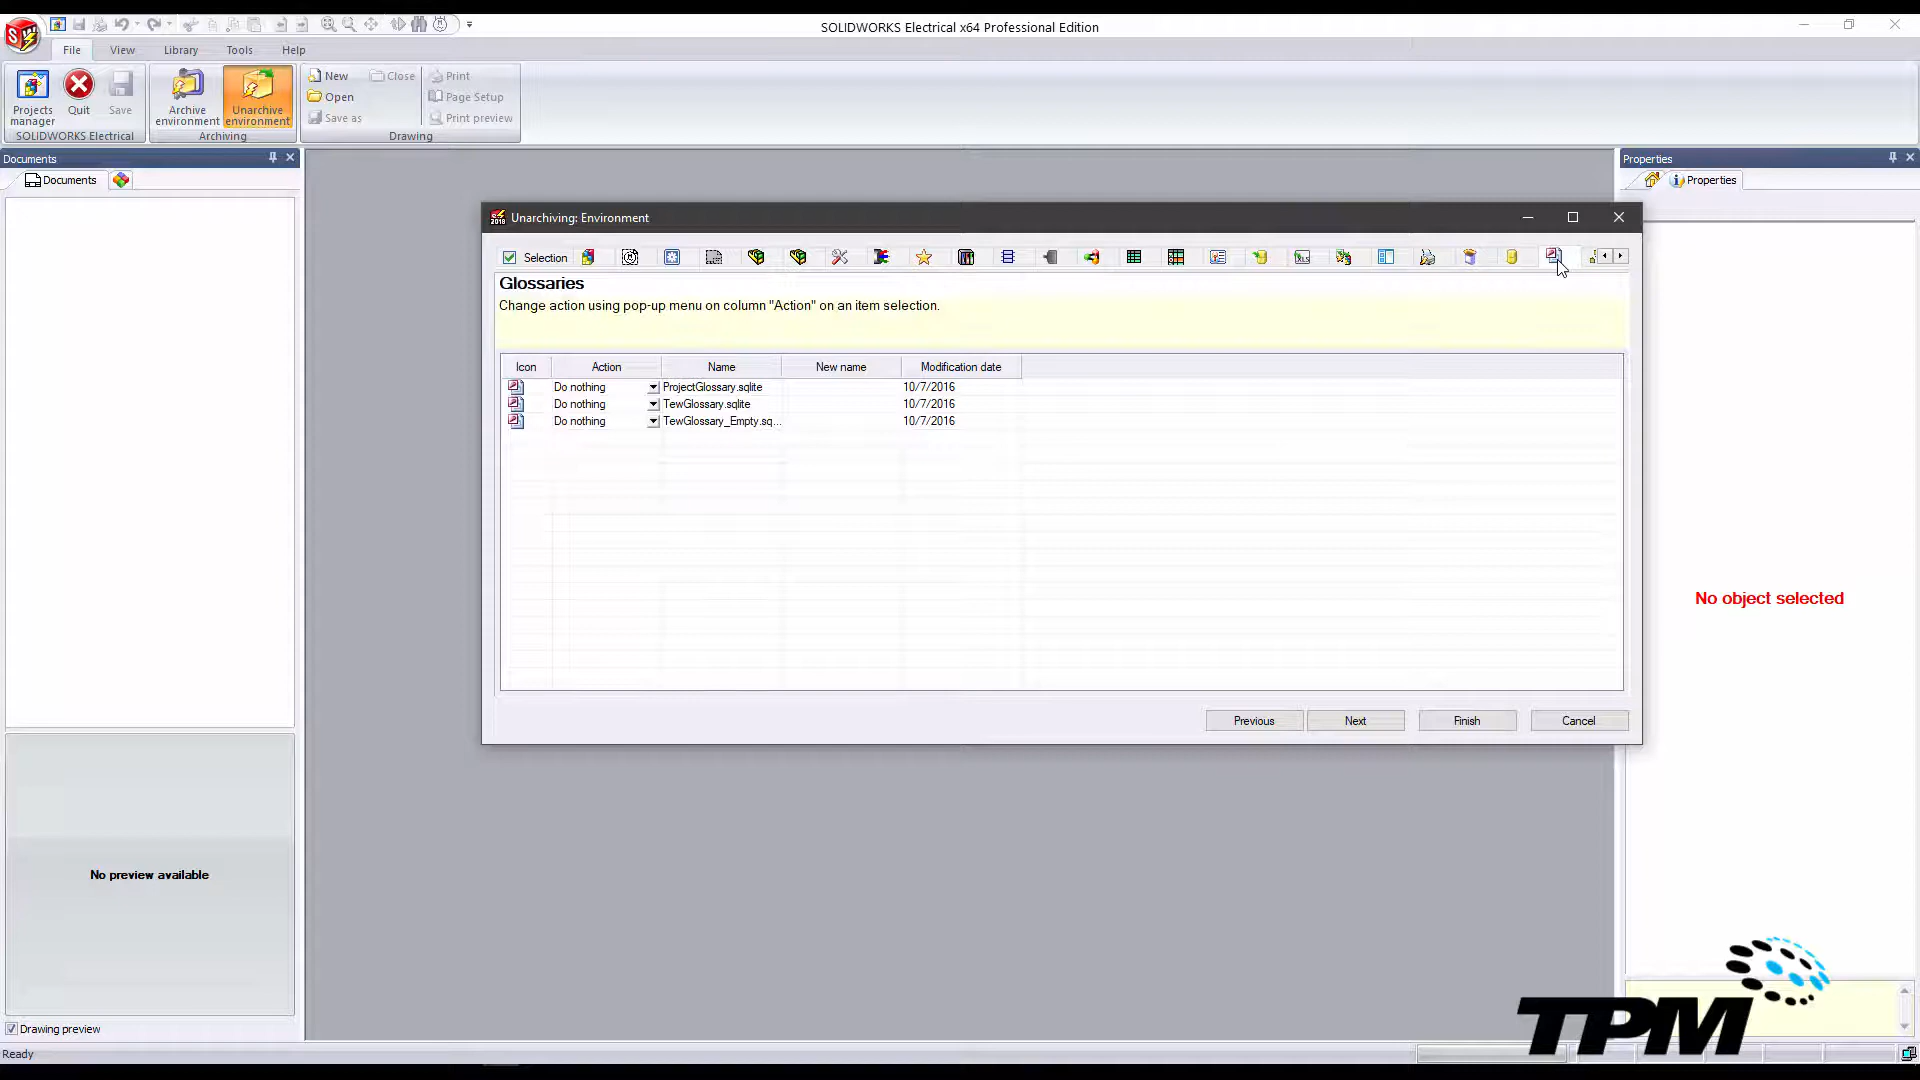 SOLIDWORKS Electrical x64 Professional Edition
File View Library Tools Help
Projects manager
Quit
Save
SOLIDWORKS Electrical
Archive environment
Unarchive environment
Archiving
New
Open
Save as
Close
Print
Page Setup
Print preview
Drawing
Documents
Documents
Properties
Properties
Unarchiving: Environment
Selection
Glossaries
Change action using pop-up menu on column "Action" on an item selection.
Icon Action Name New name Modification date
Do nothing ProjectGlossary.sqlite 10/7/2016
Do nothing TewGlossary.sqlite 10/7/2016
Do nothing TewGlossary_Empty.sq... 10/7/2016
Previous Next Finish Cancel
No object selected
No preview available
Drawing preview
TPM
Ready